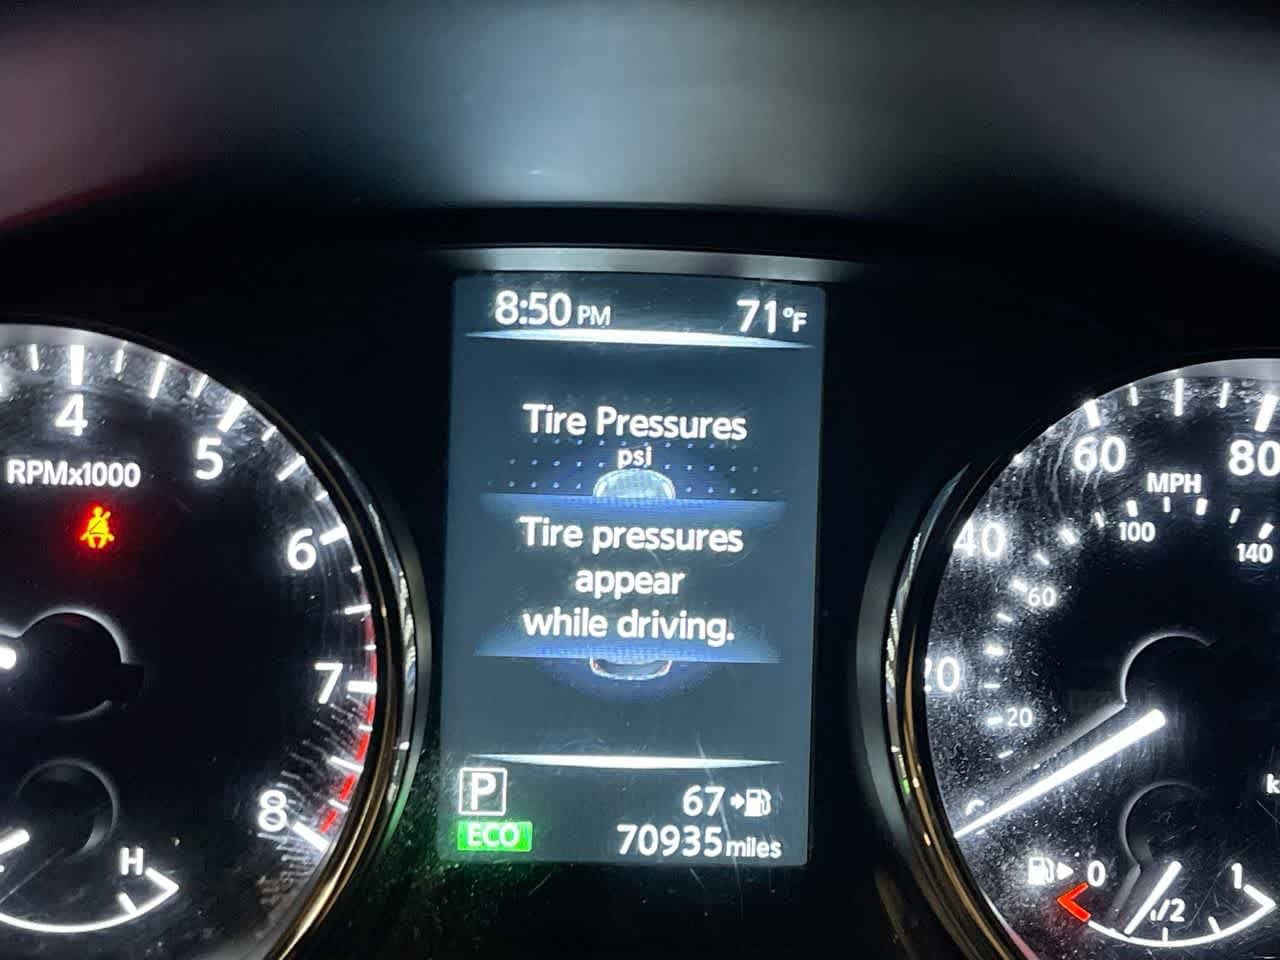 8:50 PM 71°F
Tire Pressures
psi
Tire pressures
appear
while driving.
P
ECO
67
70935 miles
4
5
RPMx1000
6
7
8
H
60
80
MPH
100
40
140
60
20
0
1
1/2